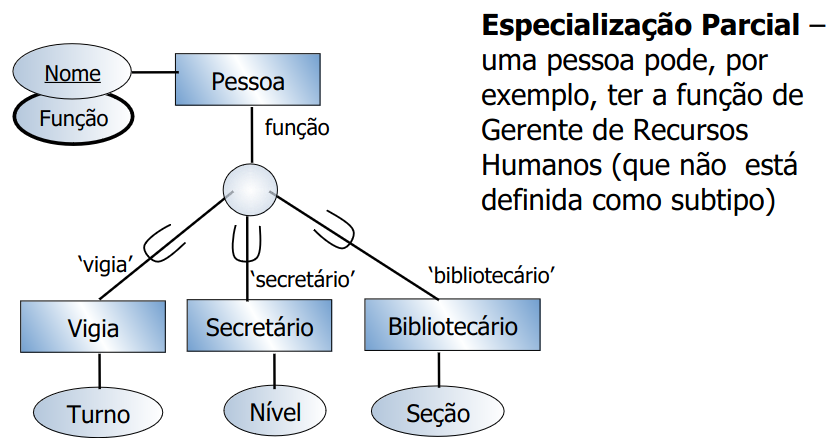 Especialização Parcial –
uma pessoa pode, por
exemplo, ter a função de
Gerente de Recursos
Humanos (que não está
definida como subtipo)
Nome
Pessoa
Função
função
'vigia'
'secretário'
'bibliotecário'
Vigia
Secretário
Bibliotecário
Turno
Nível
Seção